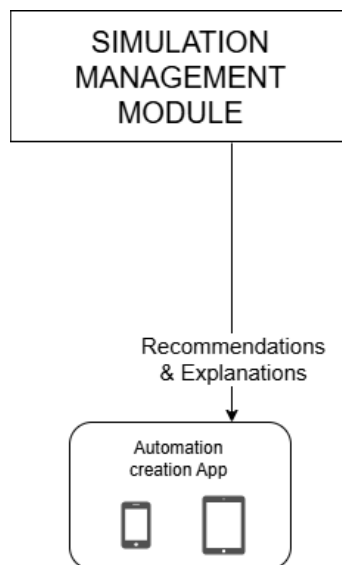 SIMULATION
MANAGEMENT
MODULE
Recommendations
& Explanations
Automation
creation App